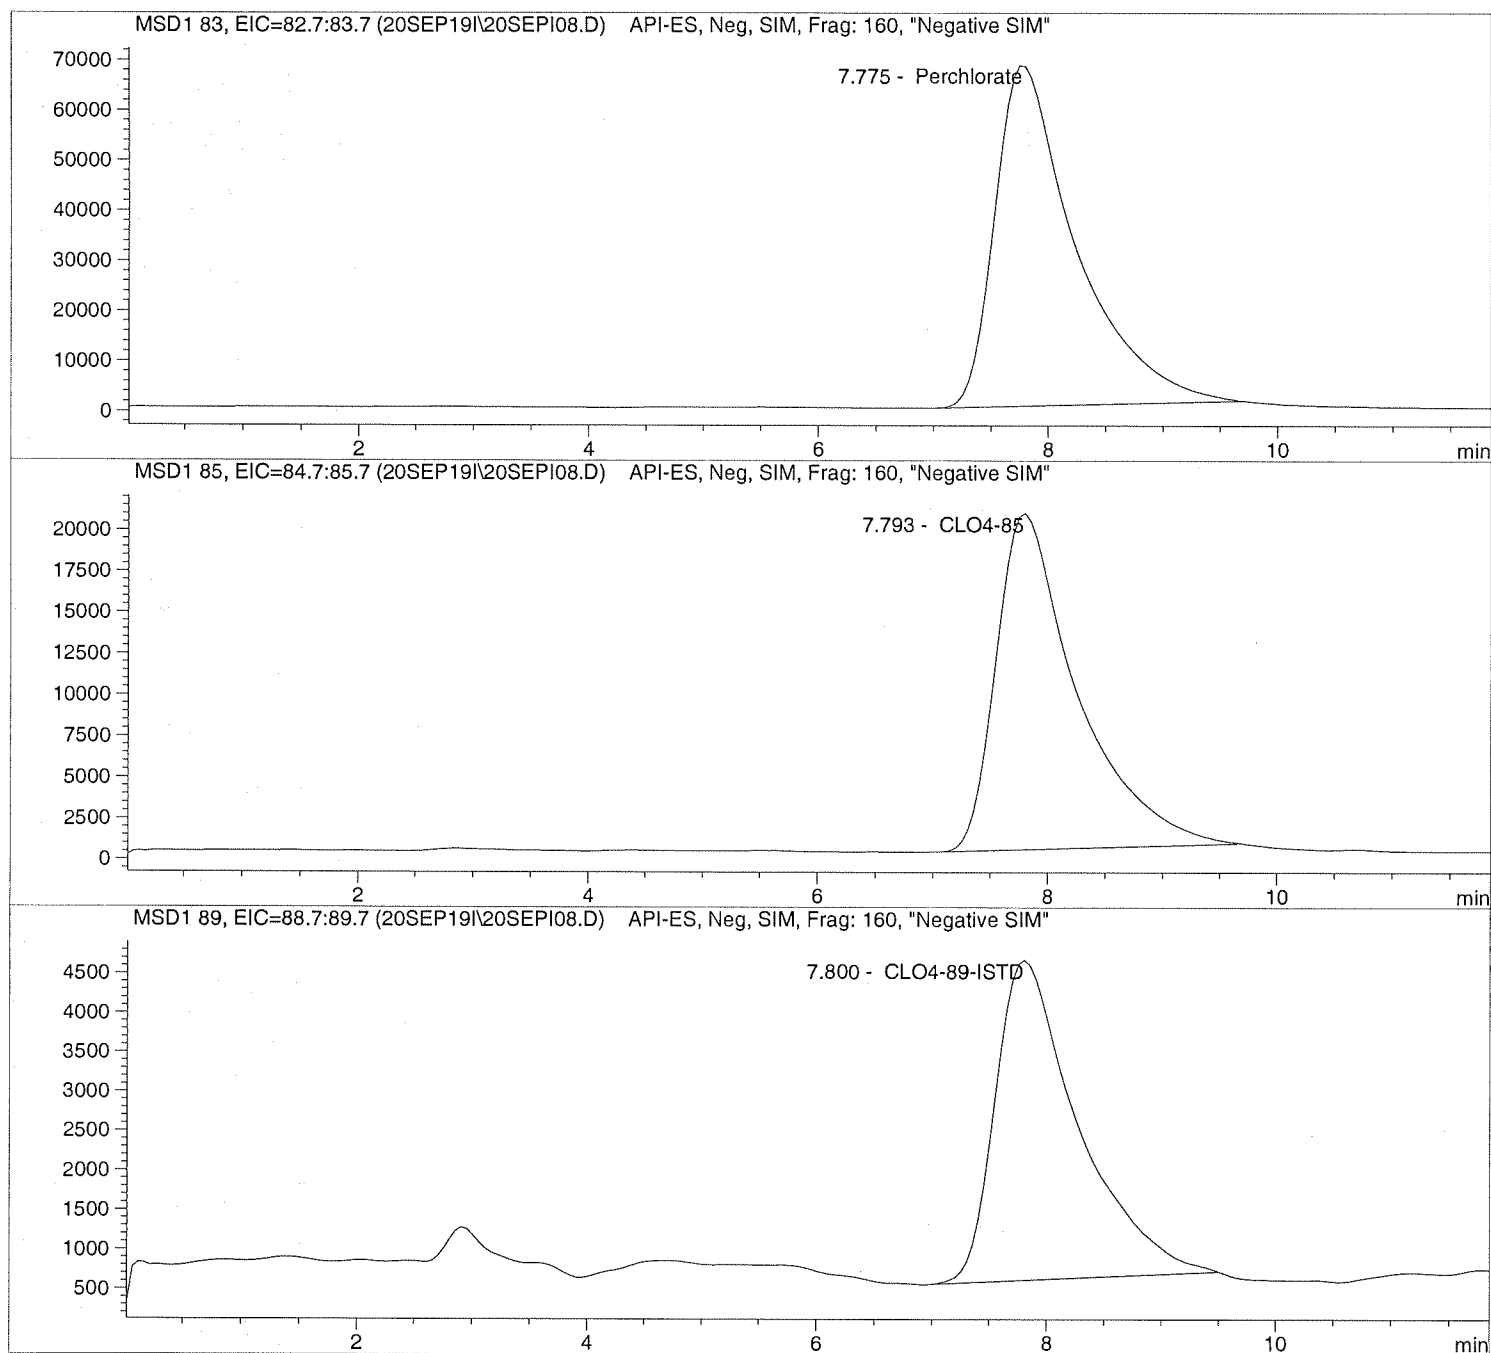 MSD1 83, EIC=82.7:83.7 (20SEP19I\20SEPI08.D) API-ES, Neg, SIM, Frag: 160, "Negative SIM"
70000
7.775 - Perchlorate
60000
50000
40000
30000
20000
10000
0
2 4 6 8 10 min
MSD1 85, EIC=84.7:85.7 (20SEP19I\20SEPI08.D) API-ES, Neg, SIM, Frag: 160, "Negative SIM"
20000
7.793 - CLO4-85
17500
15000
12500
10000
7500
5000
2500
0
2 4 6 8 10 min
MSD1 89, EIC=88.7:89.7 (20SEP19I\20SEPI08.D) API-ES, Neg, SIM, Frag: 160, "Negative SIM"
4500
7.800 - CLO4-89-ISTD
4000
3500
3000
2500
2000
1500
1000
500
2 4 6 8 10 min